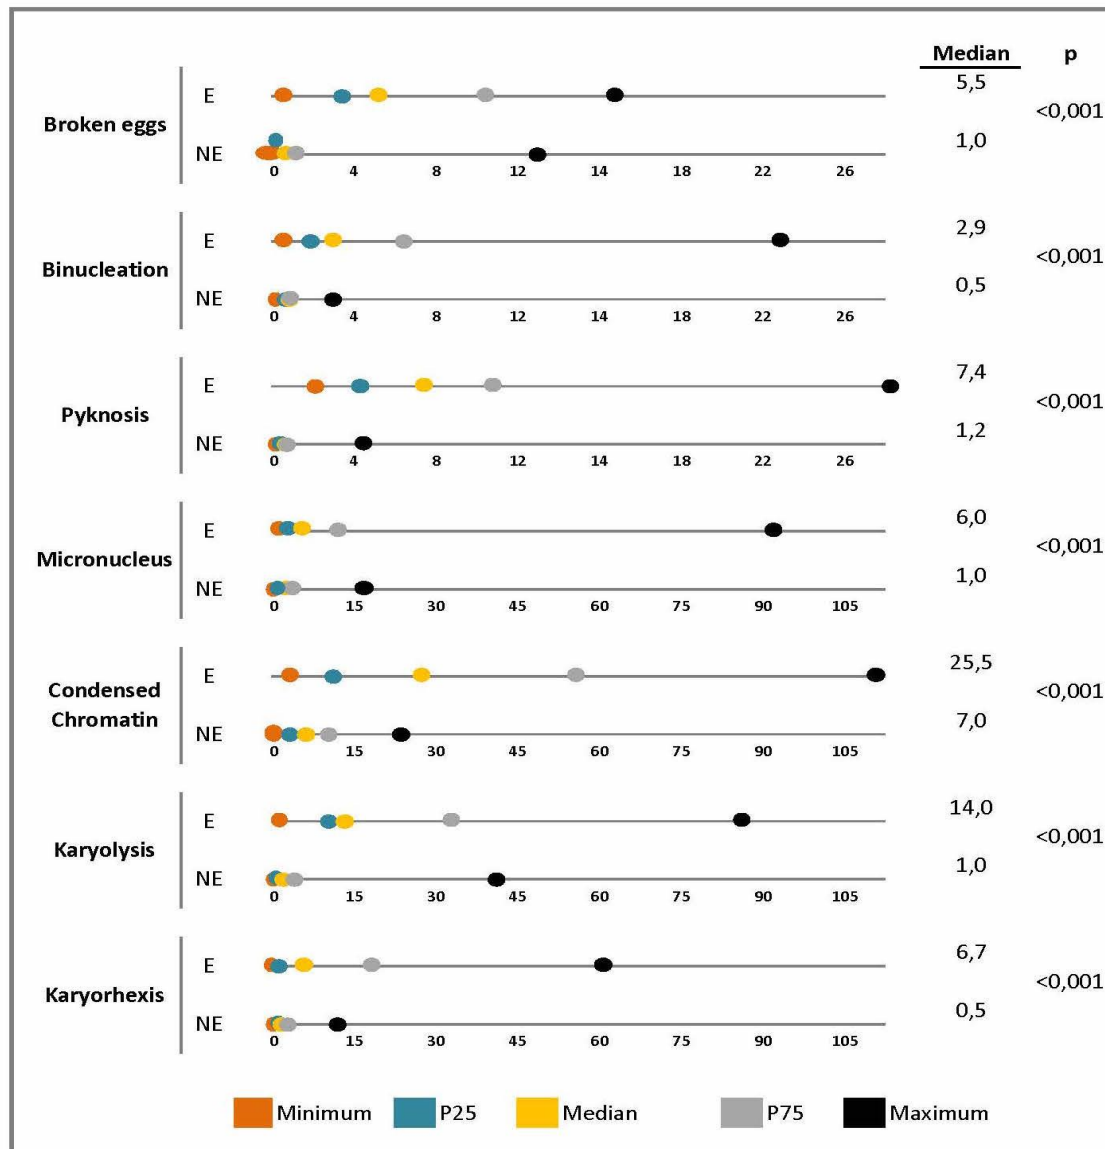 Median p
Broken eggs
E 5,5
<0,001
NE 1,0
0 4 8 12 14 18 22 26
Binucleation
E 2,9
<0,001
NE 0,5
0 4 8 12 14 18 22 26
Pyknosis
E 7,4
<0,001
NE 1,2
0 4 8 12 14 18 22 26
Micronucleus
E 6,0
<0,001
NE 1,0
0 15 30 45 60 75 90 105
Condensed
Chromatin
E 25,5
<0,001
NE 7,0
0 15 30 45 60 75 90 105
Karyolysis
E 14,0
<0,001
NE 1,0
0 15 30 45 60 75 90 105
Karyorhexis
E 6,7
<0,001
NE 0,5
0 15 30 45 60 75 90 105
Minimum P25 Median P75 Maximum